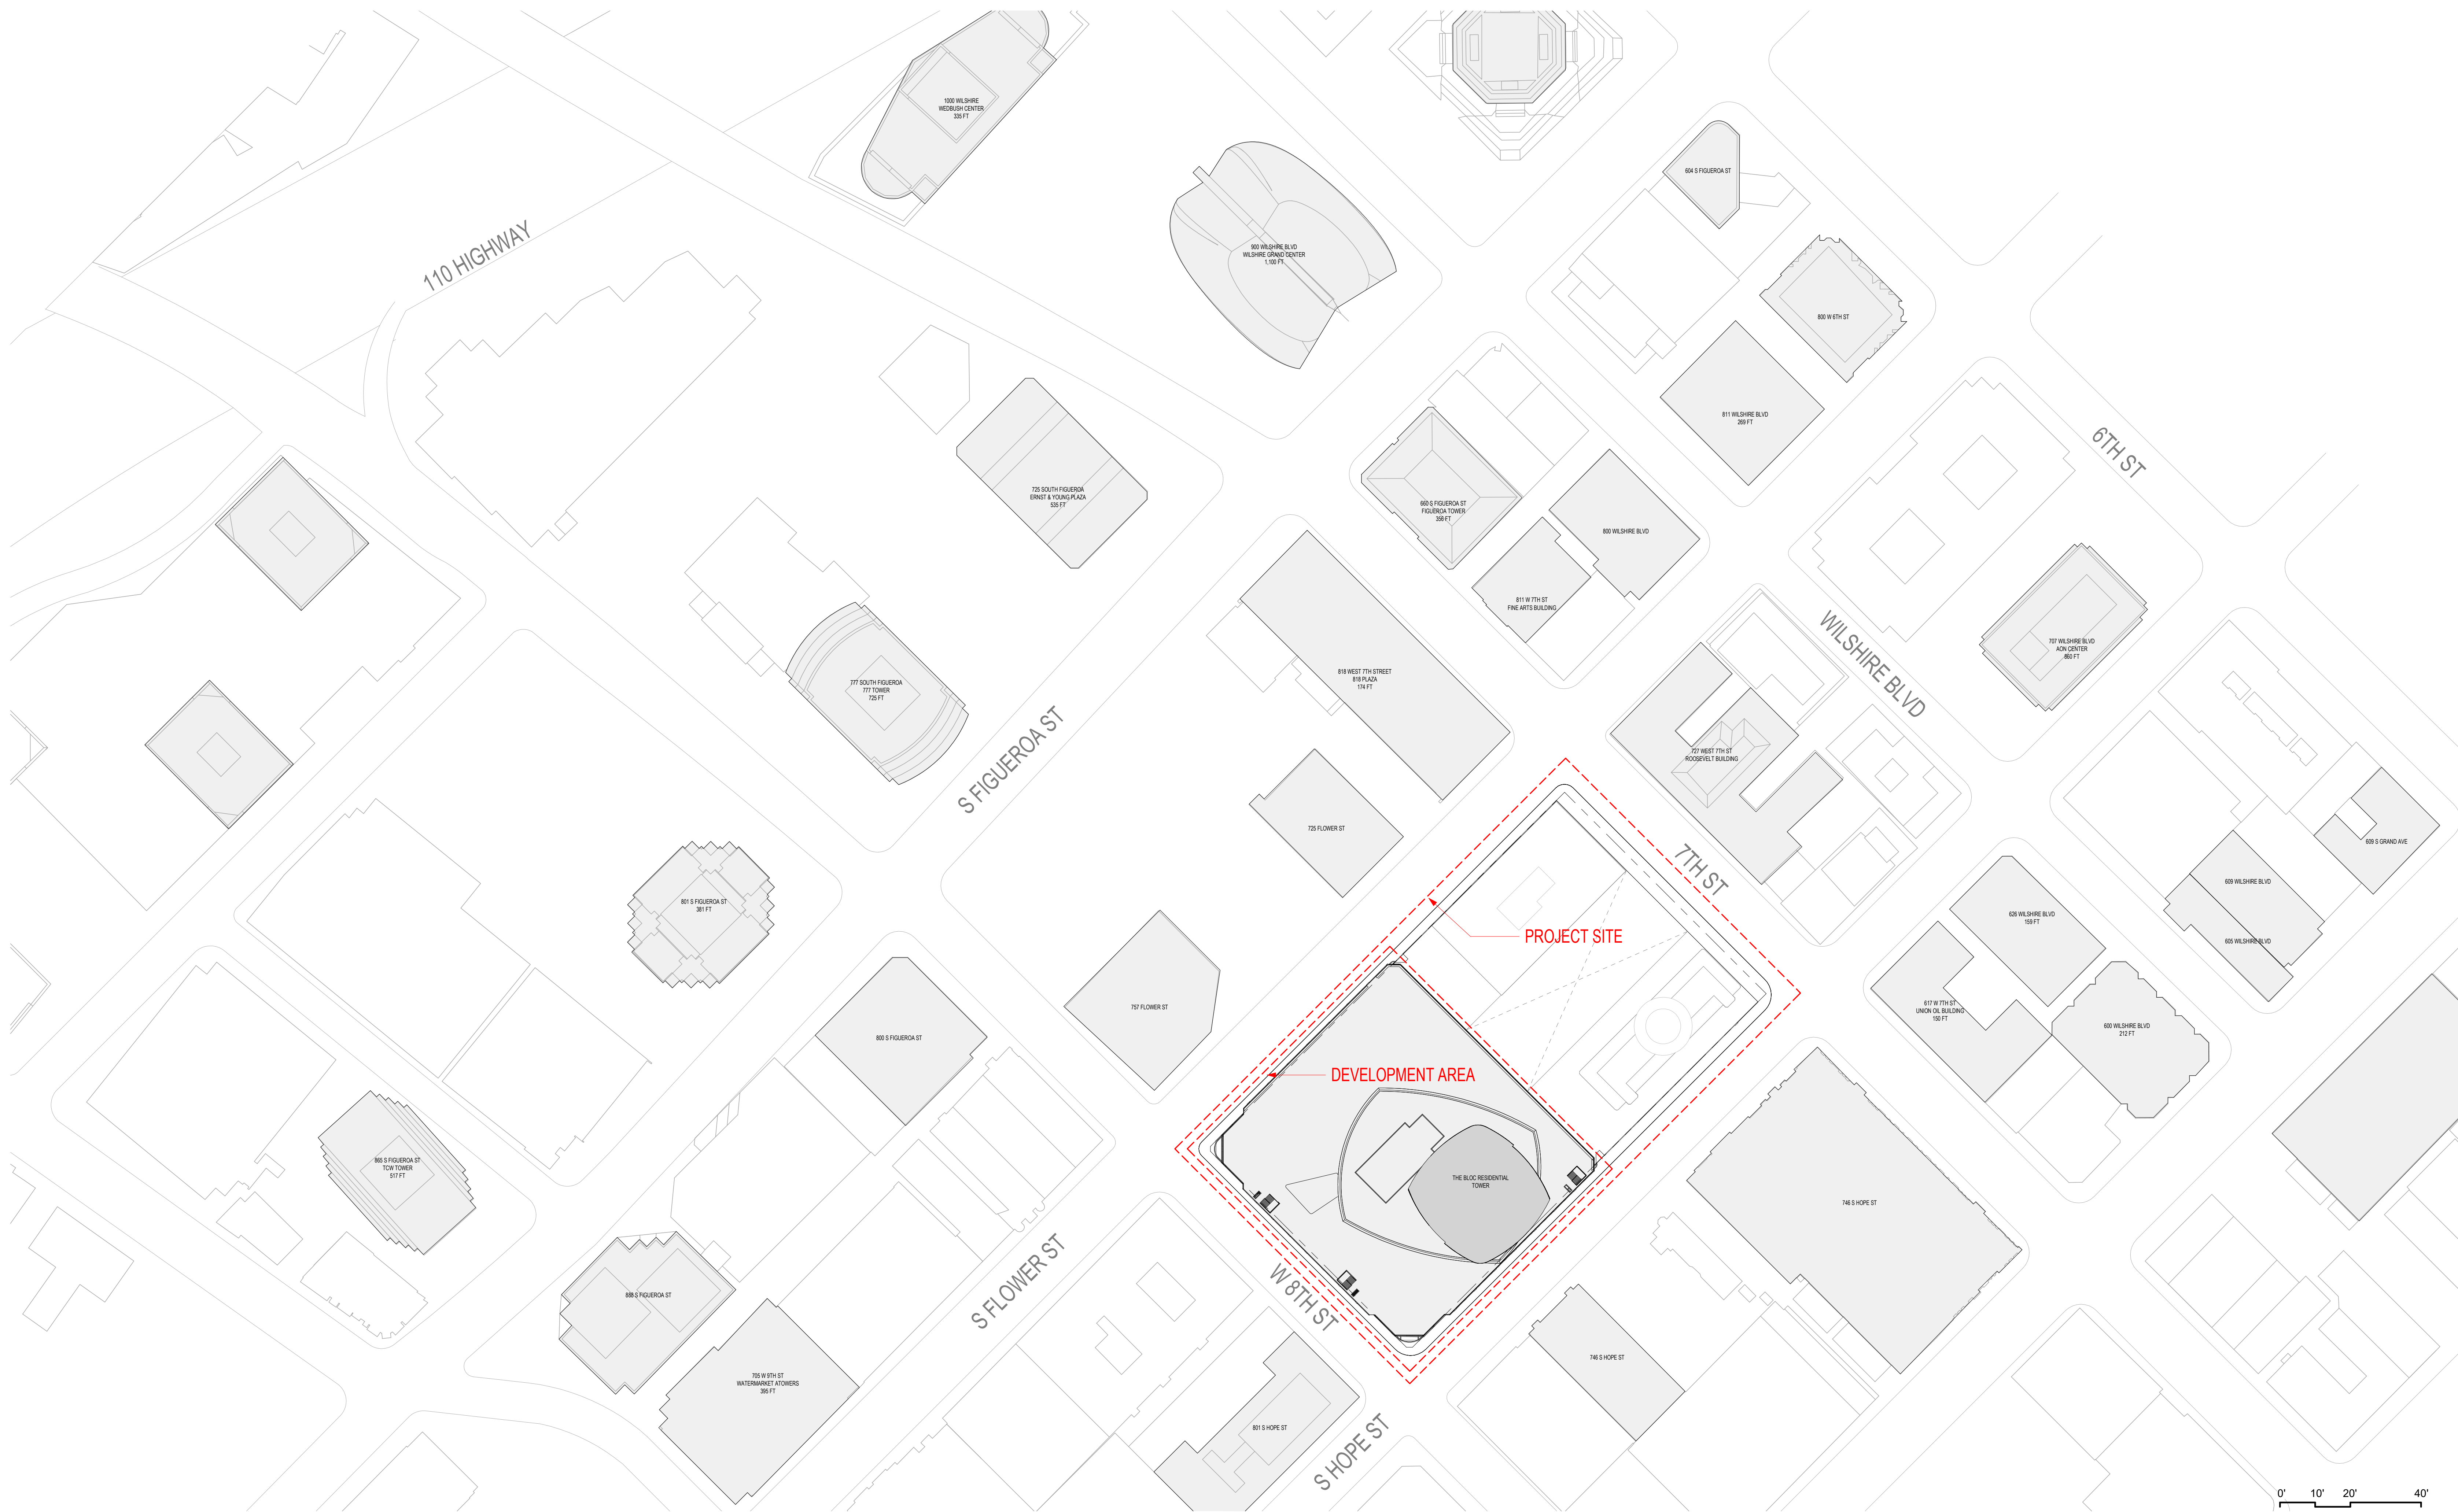 1000 WILSHIRE
WEDBUSH CENTER
335 FT
604 S FIGUEROA ST
110 HIGHWAY
900 WILSHIRE BLVD
WILSHIRE GRAND CENTER
1,100 FT
800 W 6TH ST
811 WILSHIRE BLVD
269 FT
6TH ST
725 SOUTH FIGUEROA
ERNST & YOUNG PLAZA
535 FT
660 S FIGUEROA ST
FIGUEROA TOWER
356 FT
800 WILSHIRE BLVD
811 W 7TH ST
FINE ARTS BUILDING
WILSHIRE BLVD
707 WILSHIRE BLVD
AON CENTER
860 FT
777 SOUTH FIGUEROA
777 TOWER
725 FT
818 WEST 7TH STREET
818 PLAZA
174 FT
S FIGUEROA ST
727 WEST 7TH ST
ROOSEVELT BUILDING
725 FLOWER ST
7TH ST
609 S GRAND AVE
609 WILSHIRE BLVD
605 WILSHIRE BLVD
801 S FIGUEROA ST
381 FT
626 WILSHIRE BLVD
159 FT
PROJECT SITE
757 FLOWER ST
617 W 7TH ST
UNION OIL BUILDING
150 FT
600 WILSHIRE BLVD
212 FT
800 S FIGUEROA ST
DEVELOPMENT AREA
865 S FIGUEROA ST
TCW TOWER
517 FT
THE BLOC RESIDENTIAL
TOWER
746 S HOPE ST
S FLOWER ST
W 8TH ST
888 S FIGUEROA ST
746 S HOPE ST
705 W 9TH ST
WATERMARKET ATOWERS
395 FT
801 S HOPE ST
S HOPE ST
0' 10' 20' 40'